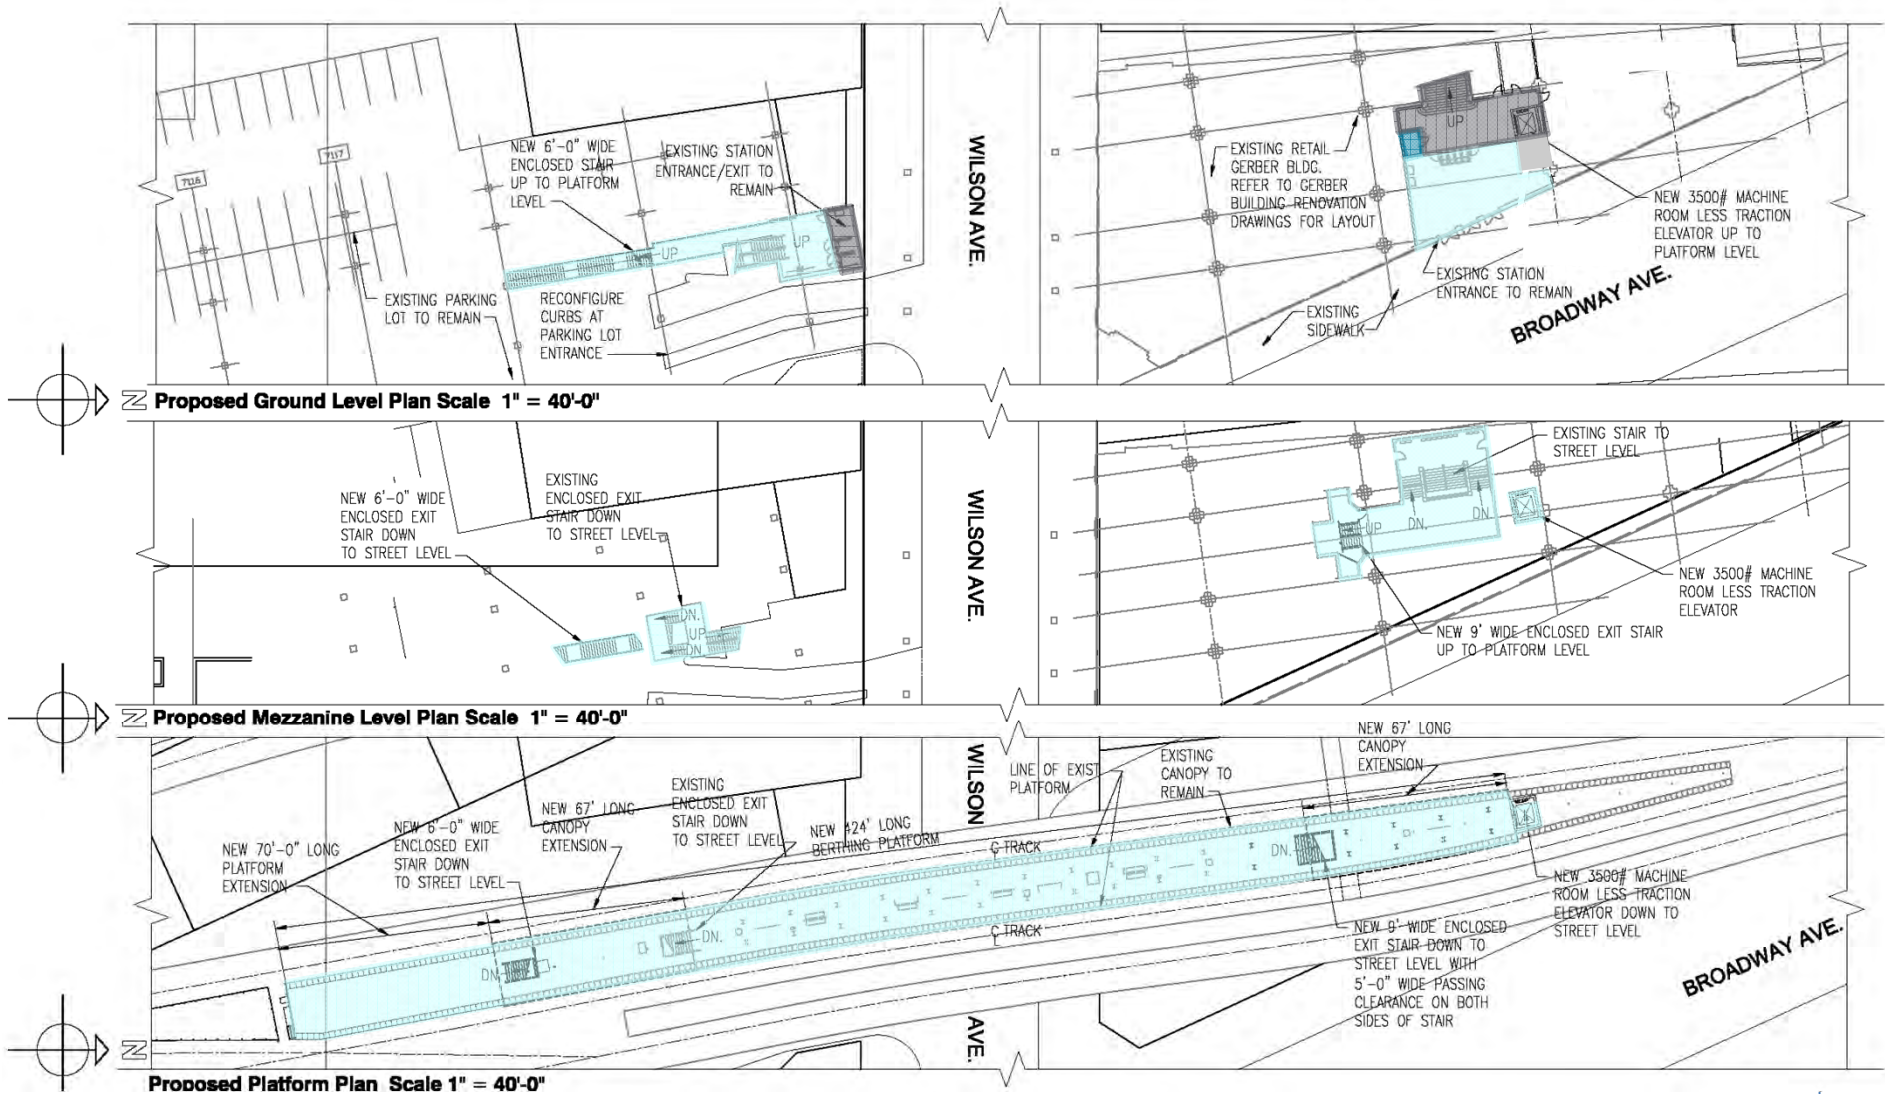 7116
7117
NEW 6'-0" WIDE
ENCLOSED STAIR
UP TO PLATFORM
LEVEL
EXISTING STATION
ENTRANCE/EXIT TO
REMAIN
UP
UP
EXISTING PARKING
LOT TO REMAIN
RECONFIGURE
CURBS AT
PARKING LOT
ENTRANCE
WILSON AVE.
EXISTING RETAIL
GERBER BLDG.
REFER TO GERBER
BUILDING RENOVATION
DRAWINGS FOR LAYOUT
UP
NEW 3500# MACHINE
ROOM LESS TRACTION
ELEVATOR UP TO
PLATFORM LEVEL
EXISTING STATION
ENTRANCE TO REMAIN
EXISTING
SIDEWALK
BROADWAY AVE.
N
Proposed Ground Level Plan Scale 1" = 40'-0"
NEW 6'-0" WIDE
ENCLOSED EXIT
STAIR DOWN
TO STREET LEVEL
EXISTING
ENCLOSED EXIT
STAIR DOWN
TO STREET LEVEL
DN.
UP
DN.
WILSON AVE.
EXISTING STAIR TO
STREET LEVEL
UP
DN.
DN.
NEW 3500# MACHINE
ROOM LESS TRACTION
ELEVATOR
NEW 9' WIDE ENCLOSED EXIT STAIR
UP TO PLATFORM LEVEL
N
Proposed Mezzanine Level Plan Scale 1" = 40'-0"
NEW 70'-0" LONG
PLATFORM
EXTENSION
NEW 6'-0" WIDE
ENCLOSED EXIT
STAIR DOWN
TO STREET LEVEL
NEW 67' LONG
CANOPY
EXTENSION
EXISTING
ENCLOSED EXIT
STAIR DOWN
TO STREET LEVEL
NEW 424' LONG
BERTHING PLATFORM
WILSON
AVE.
LINE OF EXIST
PLATFORM
EXISTING
CANOPY TO
REMAIN
NEW 67' LONG
CANOPY
EXTENSION
TRACK
TRACK
DN.
DN.
DN.
NEW 3500# MACHINE
ROOM LESS TRACTION
ELEVATOR DOWN TO
STREET LEVEL
NEW 9' WIDE ENCLOSED
EXIT STAIR DOWN TO
STREET LEVEL WITH
5'-0" WIDE PASSING
CLEARANCE ON BOTH
SIDES OF STAIR
BROADWAY AVE.
N
Proposed Platform Plan Scale 1" = 40'-0"